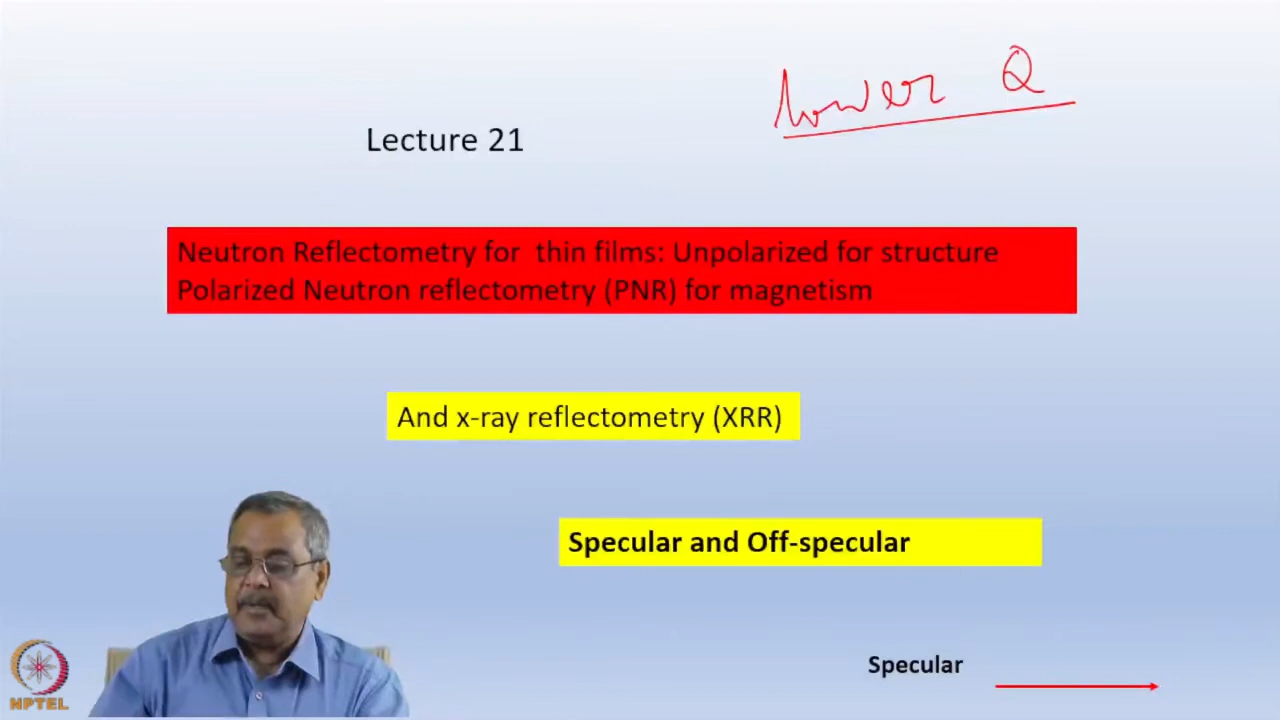 lower Q
Lecture 21
Neutron Reflectometry for thin films: Unpolarized for structure
Polarized Neutron reflectometry (PNR) for magnetism
And x-ray reflectometry (XRR)
Specular and Off-specular
Specular
NPTEL